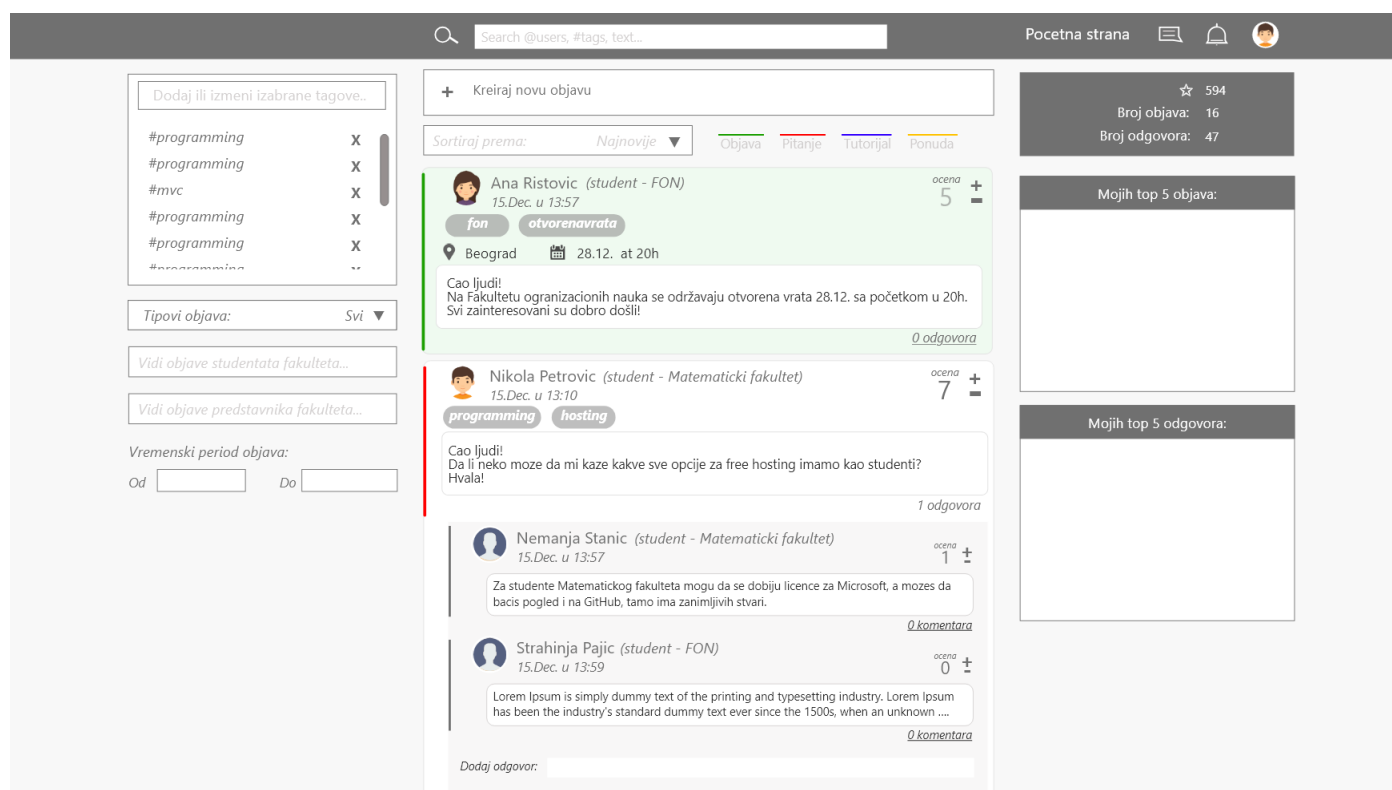 Search @users, #tags, text...
Pocetna strana
Dodaj ili izmeni izabrane tagove..
#programming x
#programming x
#mvc x
#programming x
#programming x
#programming x
Tipovi objava: Svi ▼
Vidi objave studentata fakulteta...
Vidi objave predstavnika fakulteta...
Vremenski period objava:
Od Do
+ Kreiraj novu objavu
Sortiraj prema: Najnovije ▼
Objava Pitanje Tutorijal Ponuda
Ana Ristovic (student - FON)
15.Dec. u 13:57
ocena
5 + -
fon otvorenavrata
Beograd 28.12. at 20h
Cao ljudi!
Na Fakultetu ogranizacionih nauka se održavaju otvorena vrata 28.12. sa početkom u 20h.
Svi zainteresovani su dobro došli!
0 odgovora
Nikola Petrovic (student - Matematicki fakultet)
15.Dec. u 13:10
ocena
7 + -
programming hosting
Cao ljudi!
Da li neko moze da mi kaze kakve sve opcije za free hosting imamo kao studenti?
Hvala!
1 odgovora
Nemanja Stanic (student - Matematicki fakultet)
15.Dec. u 13:57
ocena
1 + -
Za studente Matematickog fakulteta mogu da se dobiju licence za Microsoft, a mozes da
bacis pogled i na GitHub, tamo ima zanimljivih stvari.
0 komentara
Strahinja Pajic (student - FON)
15.Dec. u 13:59
ocena
0 + -
Lorem Ipsum is simply dummy text of the printing and typesetting industry. Lorem Ipsum
has been the industry's standard dummy text ever since the 1500s, when an unknown ....
0 komentara
Dodaj odgovor:
594
Broj objava: 16
Broj odgovora: 47
Mojih top 5 objava:
Mojih top 5 odgovora: